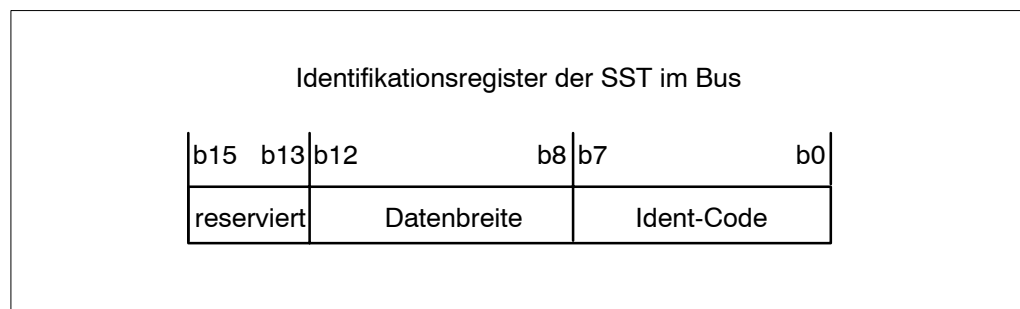 Identifikationsregister der SST im Bus
b15 b13 b12 b8 b7 b0
reserviert Datenbreite Ident-Code